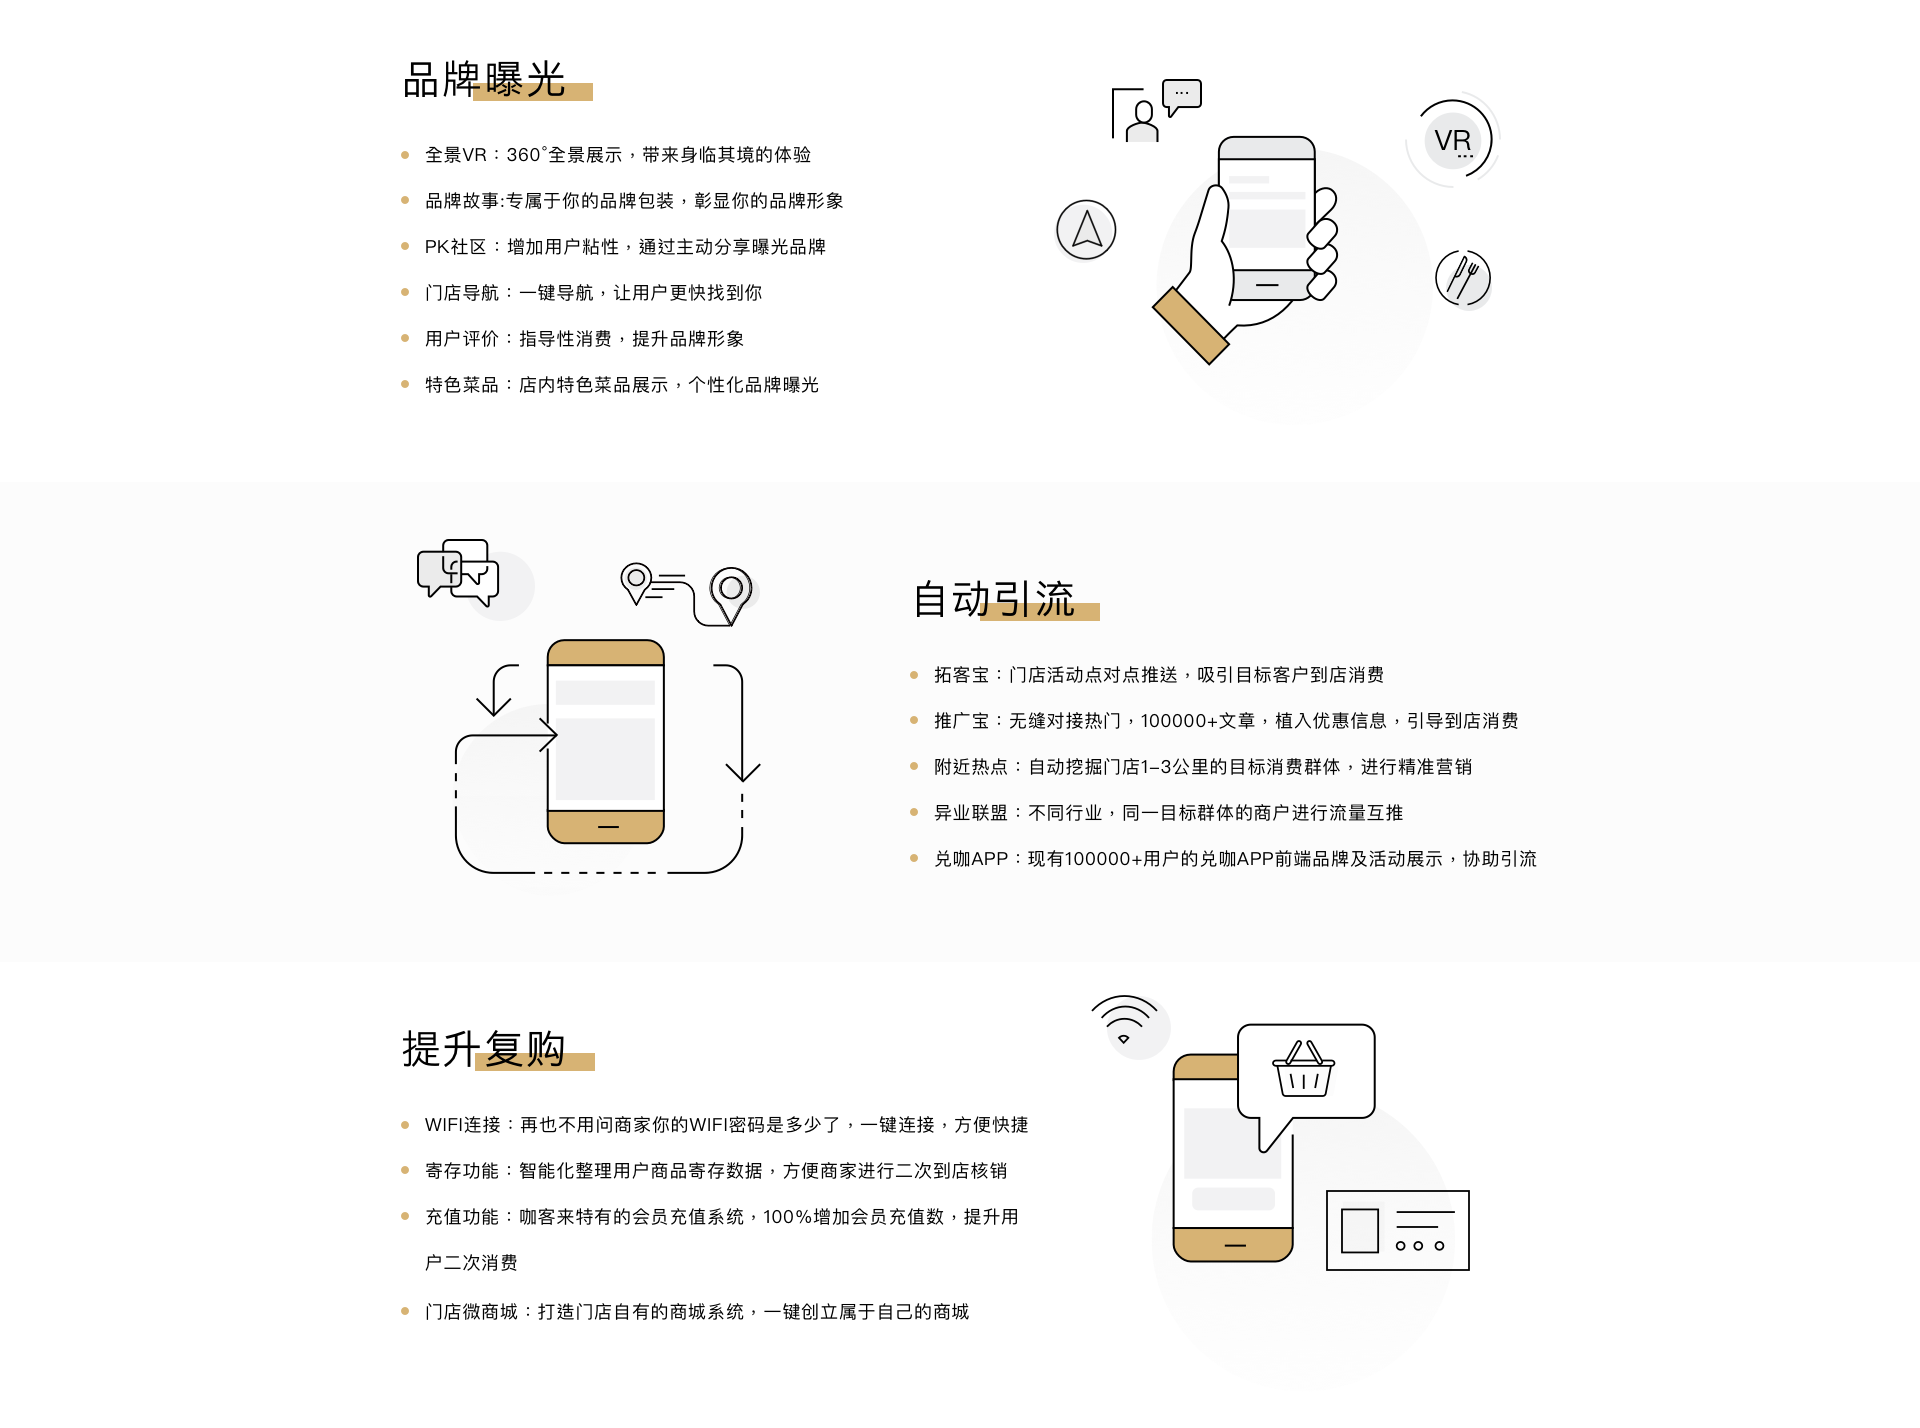 品牌曝光
全景VR：360°全景展示，带来身临其境的体验
品牌故事:专属于你的品牌包装，彰显你的品牌形象
PK社区：增加用户粘性，通过主动分享曝光品牌
门店导航：一键导航，让用户更快找到你
用户评价：指导性消费，提升品牌形象
特色菜品：店内特色菜品展示，个性化品牌曝光
VR
自动引流
拓客宝：门店活动点对点推送，吸引目标客户到店消费
推广宝：无缝对接热门，100000+文章，植入优惠信息，引导到店消费
附近热点：自动挖掘门店1–3公里的目标消费群体，进行精准营销
异业联盟：不同行业，同一目标群体的商户进行流量互推
兑咖APP：现有100000+用户的兑咖APP前端品牌及活动展示，协助引流
提升复购
WIFI连接：再也不用问商家你的WIFI密码是多少了，一键连接，方便快捷
寄存功能：智能化整理用户商品寄存数据，方便商家进行二次到店核销
充值功能：咖客来特有的会员充值系统，100%增加会员充值数，提升用
户二次消费
门店微商城：打造门店自有的商城系统，一键创立属于自己的商城